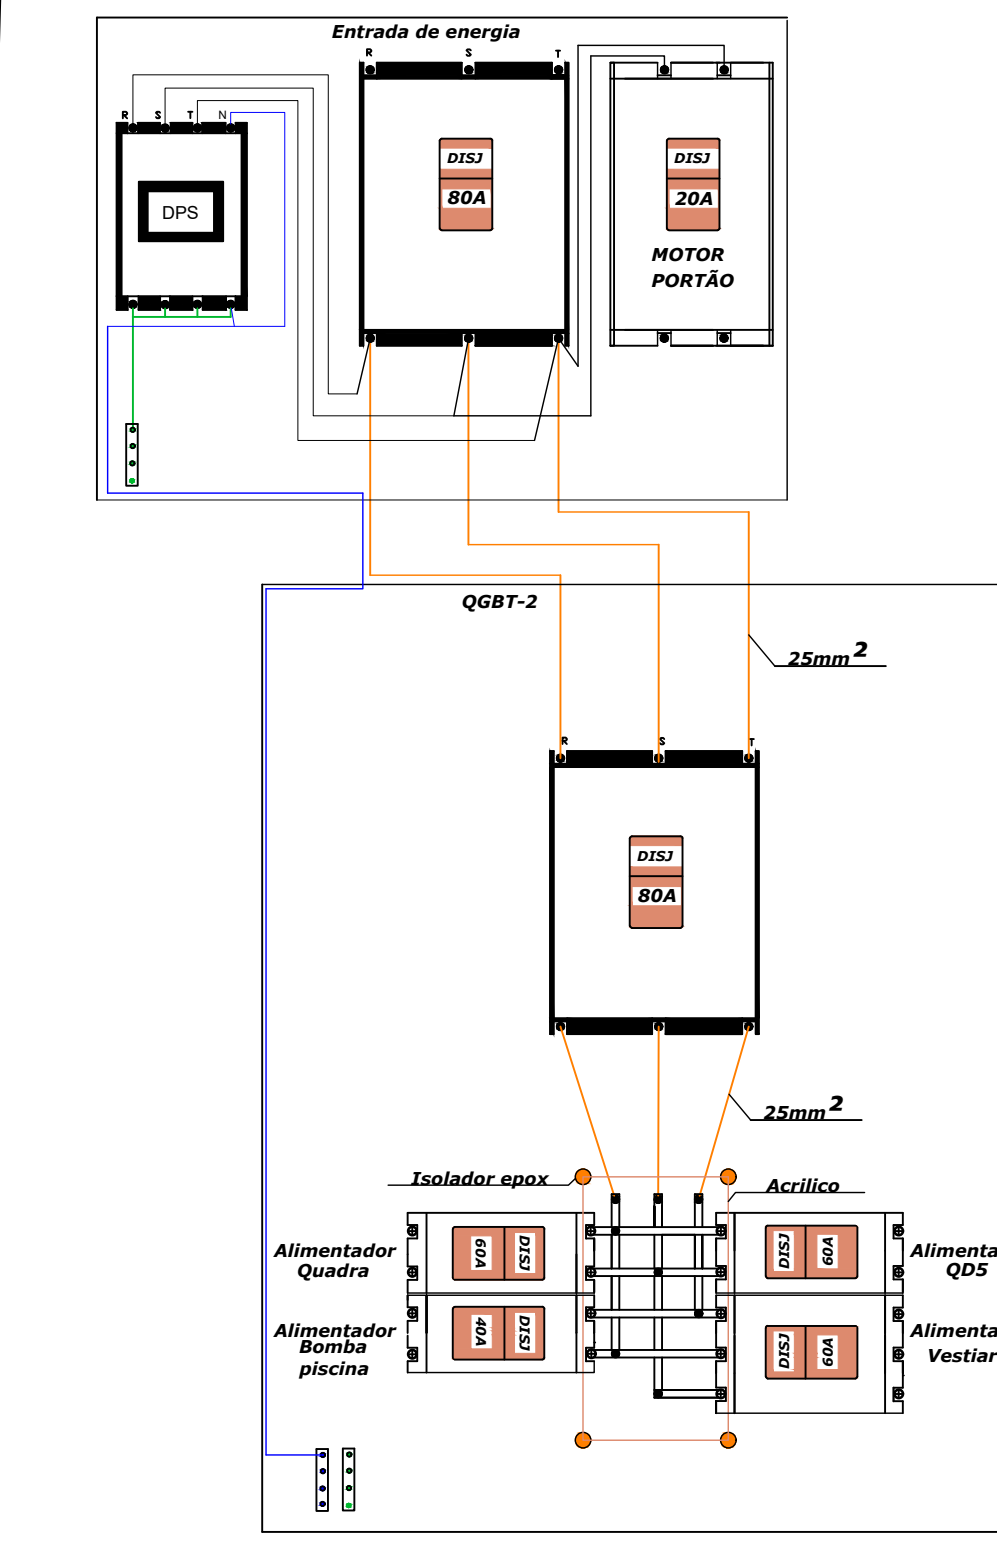 Entrada de energia
R S T
R S T N
DPS
DISJ
80A
DISJ
20A
MOTOR
PORTÃO
QGBT-2
25mm²
R S T
DISJ
80A
25mm²
Isolador epox
Acrilico
Alimentador
Quadra
60A DISJ
DISJ 60A
Alimenta
QD5
Alimentador
Bomba
piscina
40A DISJ
DISJ 60A
Alimenta
Vestiar